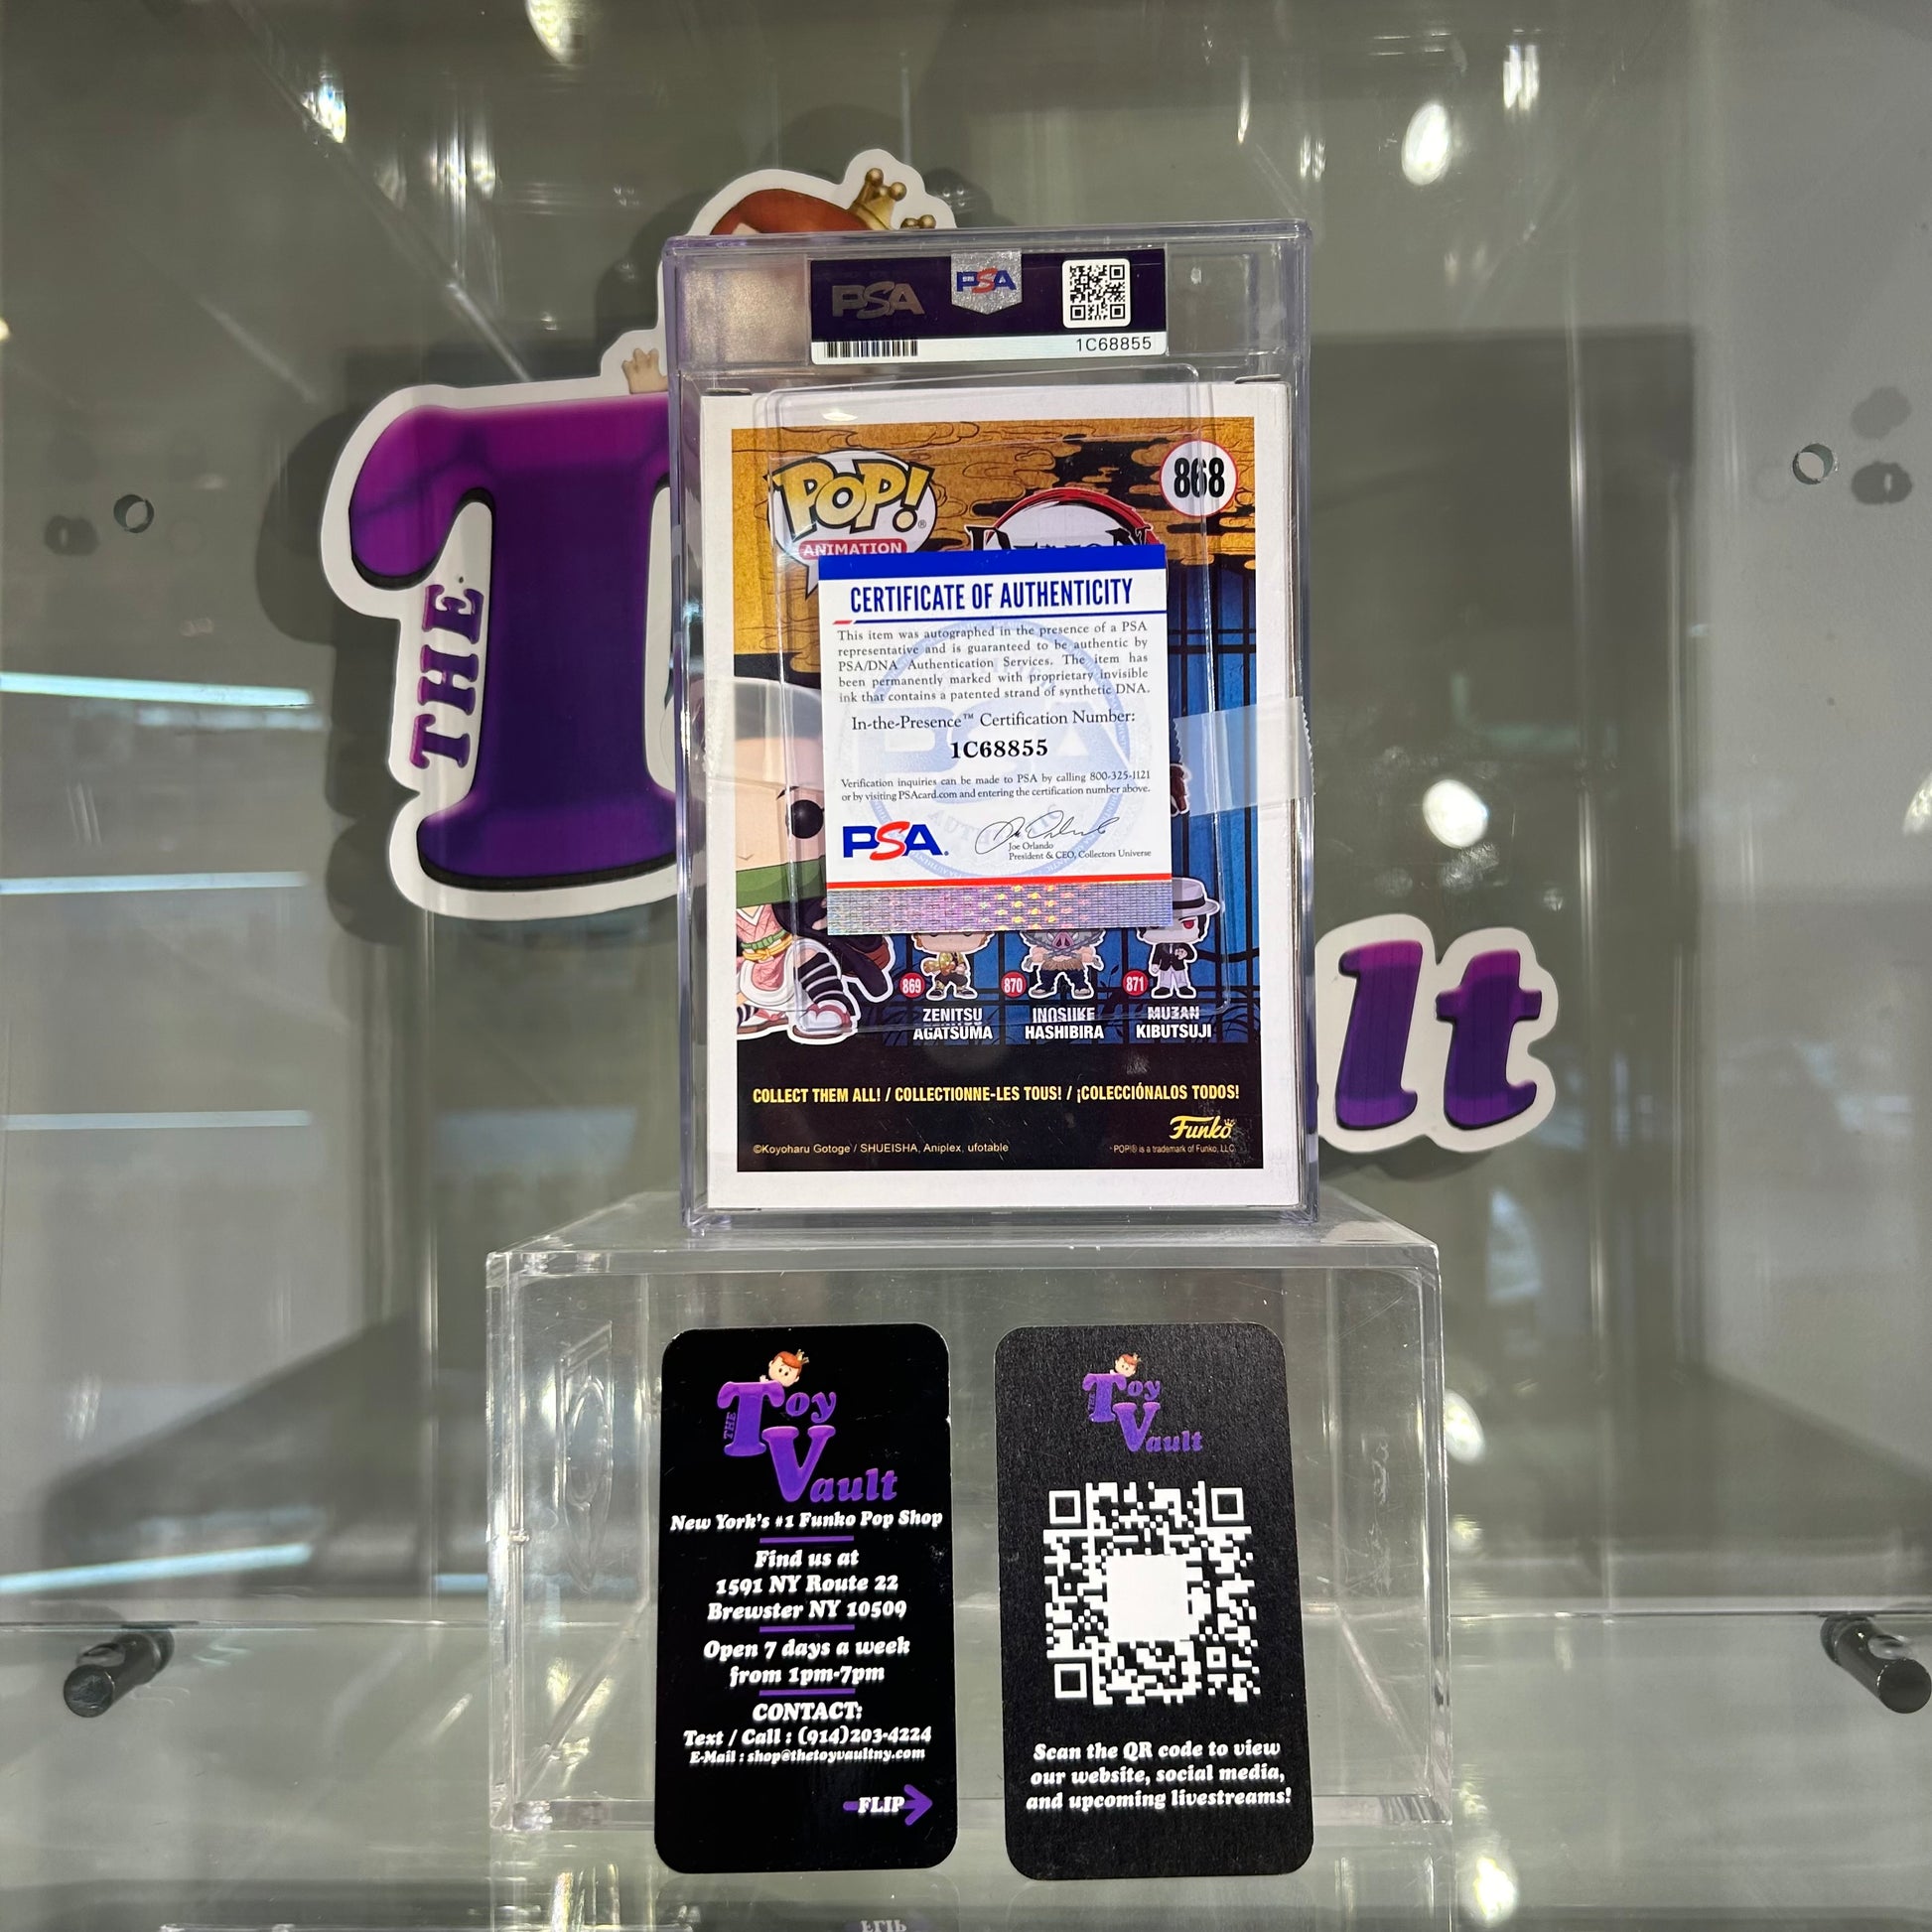 PSA
PSA
1C68855
POP!
ANIMATION
868
CERTIFICATE OF AUTHENTICITY
This item was autographed in the presence of a PSA
representative and is guaranteed to be authentic by
PSA/DNA Authentication Services. The item has
been permanently marked with proprietary invisible
ink that contains a patented strand of synthetic DNA.
In-the-Presence™ Certification Number:
1C68855
Verification inquiries can be made to PSA by calling 800-325-1121
or by visiting PSAcard.com and entering the certification number above.
PSA.
Joe Orlando
President & CEO, Collectors Universe
869
870
871
ZENITSU
AGATSUMA
INOSUKE
HASHIBIRA
MUZAN
KIBUTSUJI
COLLECT THEM ALL! / COLLECTIONNE-LES TOUS! / ¡COLECCIÓNALOS TODOS!
Funko
©Koyoharu Gotoge / SHUEISHA, Aniplex, ufotable
POP!® is a trademark of Funko, LLC
THE
T
lt
THE
Toy
Vault
New York's #1 Funko Pop Shop
Find us at
1591 NY Route 22
Brewster NY 10509
Open 7 days a week
from 1pm-7pm
CONTACT:
Text / Call : (914)203-4224
E-Mail : shop@thetoyvaultny.com
FLIP
THE
Toy
Vault
Scan the QR code to view
our website, social media,
and upcoming livestreams!